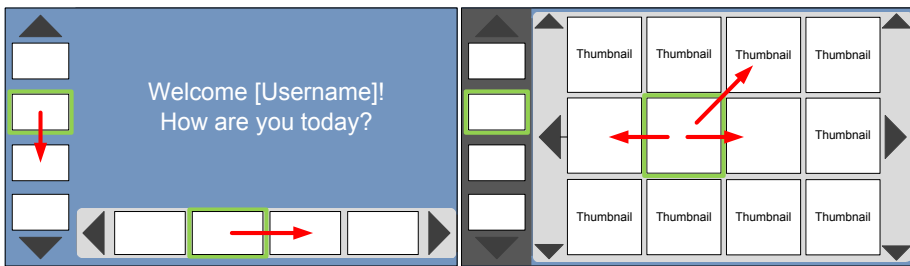 Welcome [Username]!
How are you today?
Thumbnail Thumbnail Thumbnail Thumbnail
Thumbnail
Thumbnail Thumbnail Thumbnail Thumbnail